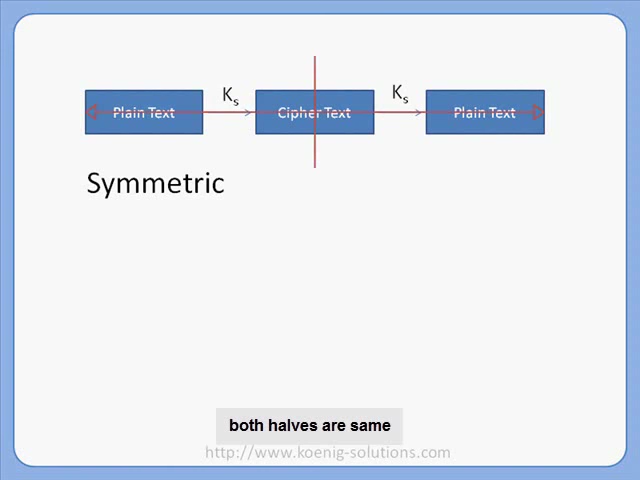 Plain Text
Ks
Cipher Text
Ks
Plain Text
Symmetric
both halves are same
http://www.koenig-solutions.com